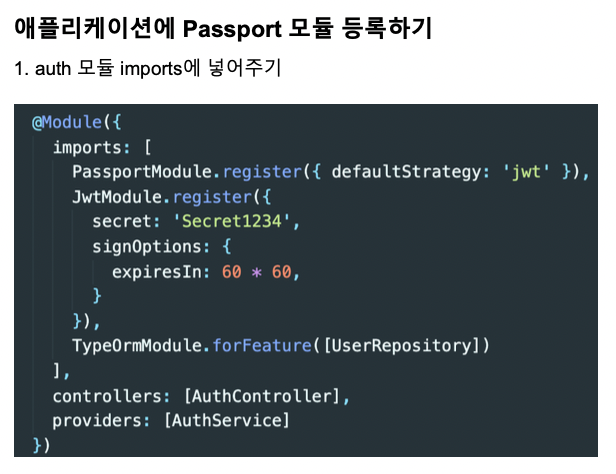 애플리케이션에 Passport 모듈 등록하기
1. auth 모듈 imports에 넣어주기
@Module({
  imports: [
    PassportModule.register({ defaultStrategy: 'jwt' }),
    JwtModule.register({
      secret: 'Secret1234',
      signOptions: {
        expiresIn: 60 * 60,
      }
    }),
    TypeOrmModule.forFeature([UserRepository])
  ],
  controllers: [AuthController],
  providers: [AuthService]
})